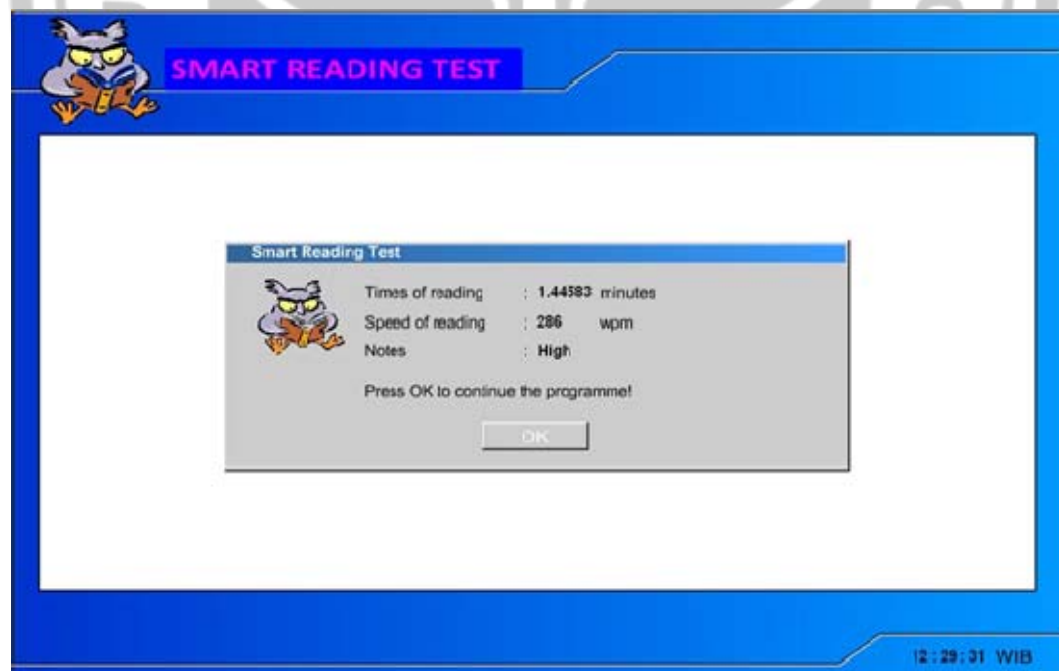 SMART READING TEST
Smart Reading Test
Times of reading : 1.44583 minutes
Speed of reading : 286 wpm
Notes : High
Press OK to continue the programme!
OK
12:29:31 WIB